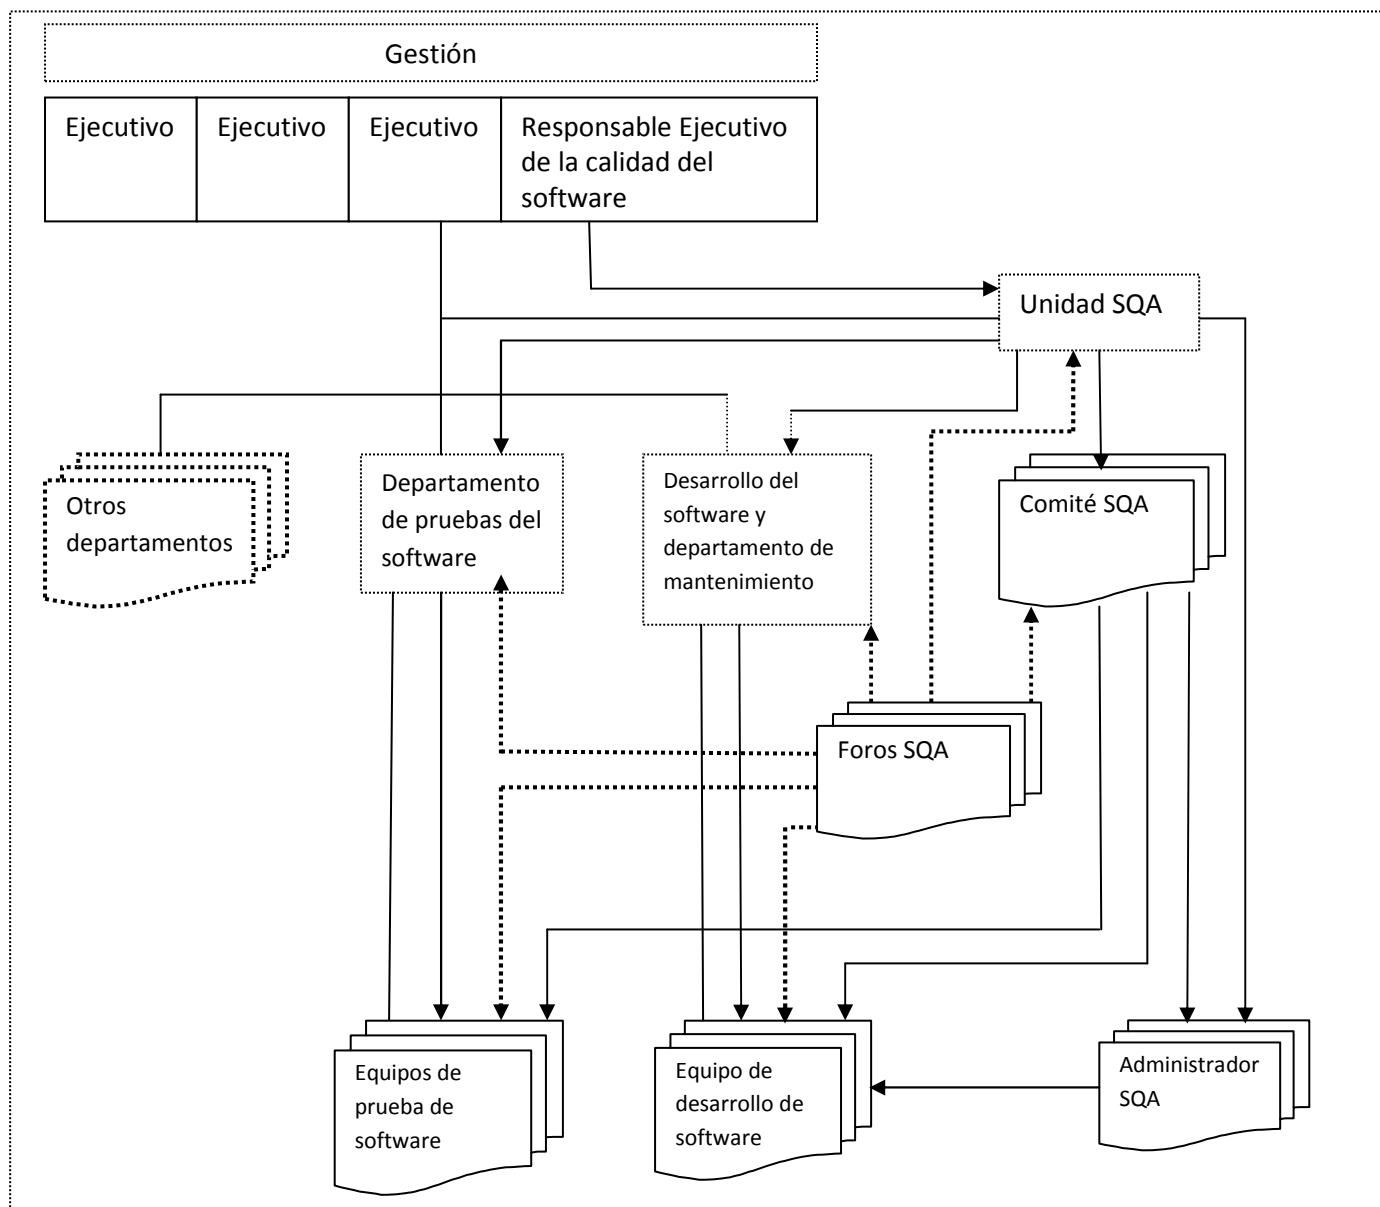 Gestión
Ejecutivo
Ejecutivo
Ejecutivo
Responsable Ejecutivo
de la calidad del
software
Unidad SQA
Otros
departamentos
Departamento
de pruebas del
software
Desarrollo del
software y
departamento de
mantenimiento
Comité SQA
Foros SQA
Equipos de
prueba de
software
Equipo de
desarrollo de
software
Administrador
SQA